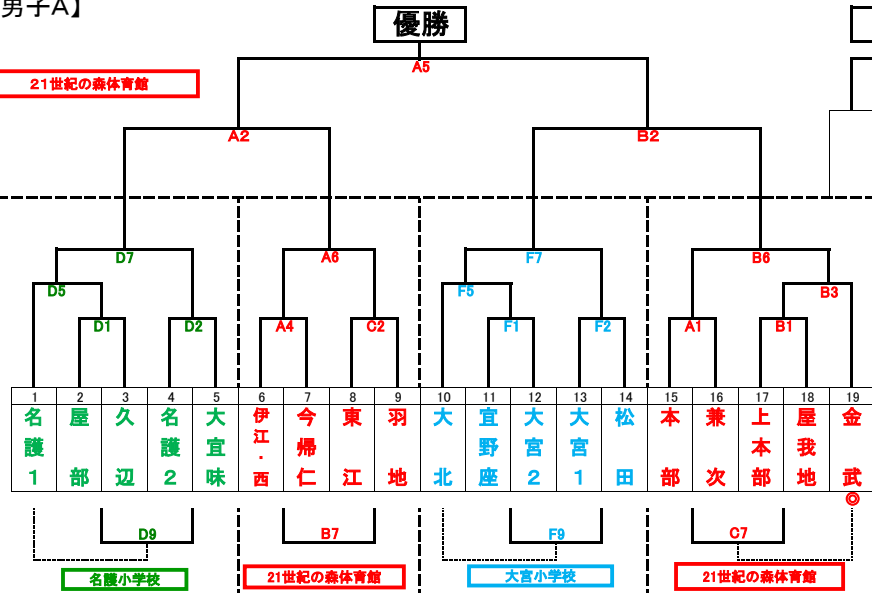 男子A】
優勝
A5
21世紀の森体育館
A2
B2
D7
A6
F7
B6
D5
F5
B3
D1
D2
A4
C2
F1
F2
A1
B1
1 2 3 4 5 6 7 8 9 10 11 12 13 14 15 16 17 18 19
名護1
屋部
久辺
名護2
大宜味
伊江・西
今帰仁
東江
羽地
大北
宜野座
大宮2
大宮1
松田
本部
兼次
上本部
屋我地
金武◎
D9
B7
F9
C7
名護小学校
21世紀の森体育館
大宮小学校
21世紀の森体育館